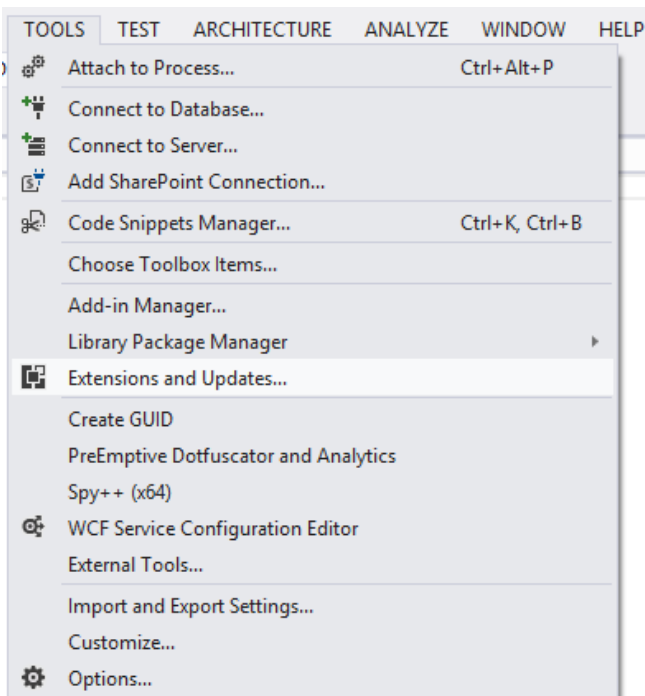 TOOLS TEST ARCHITECTURE ANALYZE WINDOW HELP
Attach to Process... Ctrl+Alt+P
Connect to Database...
Connect to Server...
Add SharePoint Connection...
Code Snippets Manager... Ctrl+K, Ctrl+B
Choose Toolbox Items...
Add-in Manager...
Library Package Manager
Extensions and Updates...
Create GUID
PreEmptive Dotfuscator and Analytics
Spy++ (x64)
WCF Service Configuration Editor
External Tools...
Import and Export Settings...
Customize...
Options...